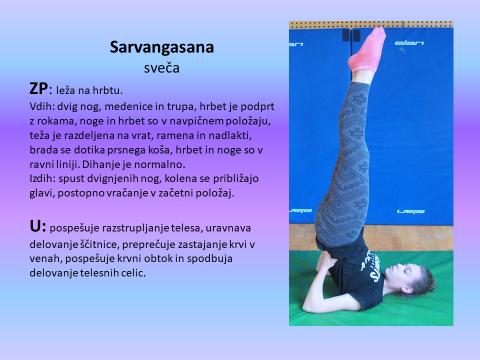 Sarvangasana
sveča
ZP: leža na hrbtu.
Vdih: dvig nog, medenice in trupa, hrbet je podprt
z rokama, noge in hrbet so v navpičnem položaju,
teža je razdeljena na vrat, ramena in nadlakti,
brada se dotika prsnega koša, hrbet in noge so v
ravni liniji. Dihanje je normalno.
Izdih: spust dvignjenih nog, kolena se približajo
glavi, postopno vračanje v začetni položaj.
U: pospešuje razstrupljanje telesa, uravnava
delovanje ščitnice, preprečuje zastajanje krvi v
venah, pospešuje krvni obtok in spodbuja
delovanje telesnih celic.
elan
elan